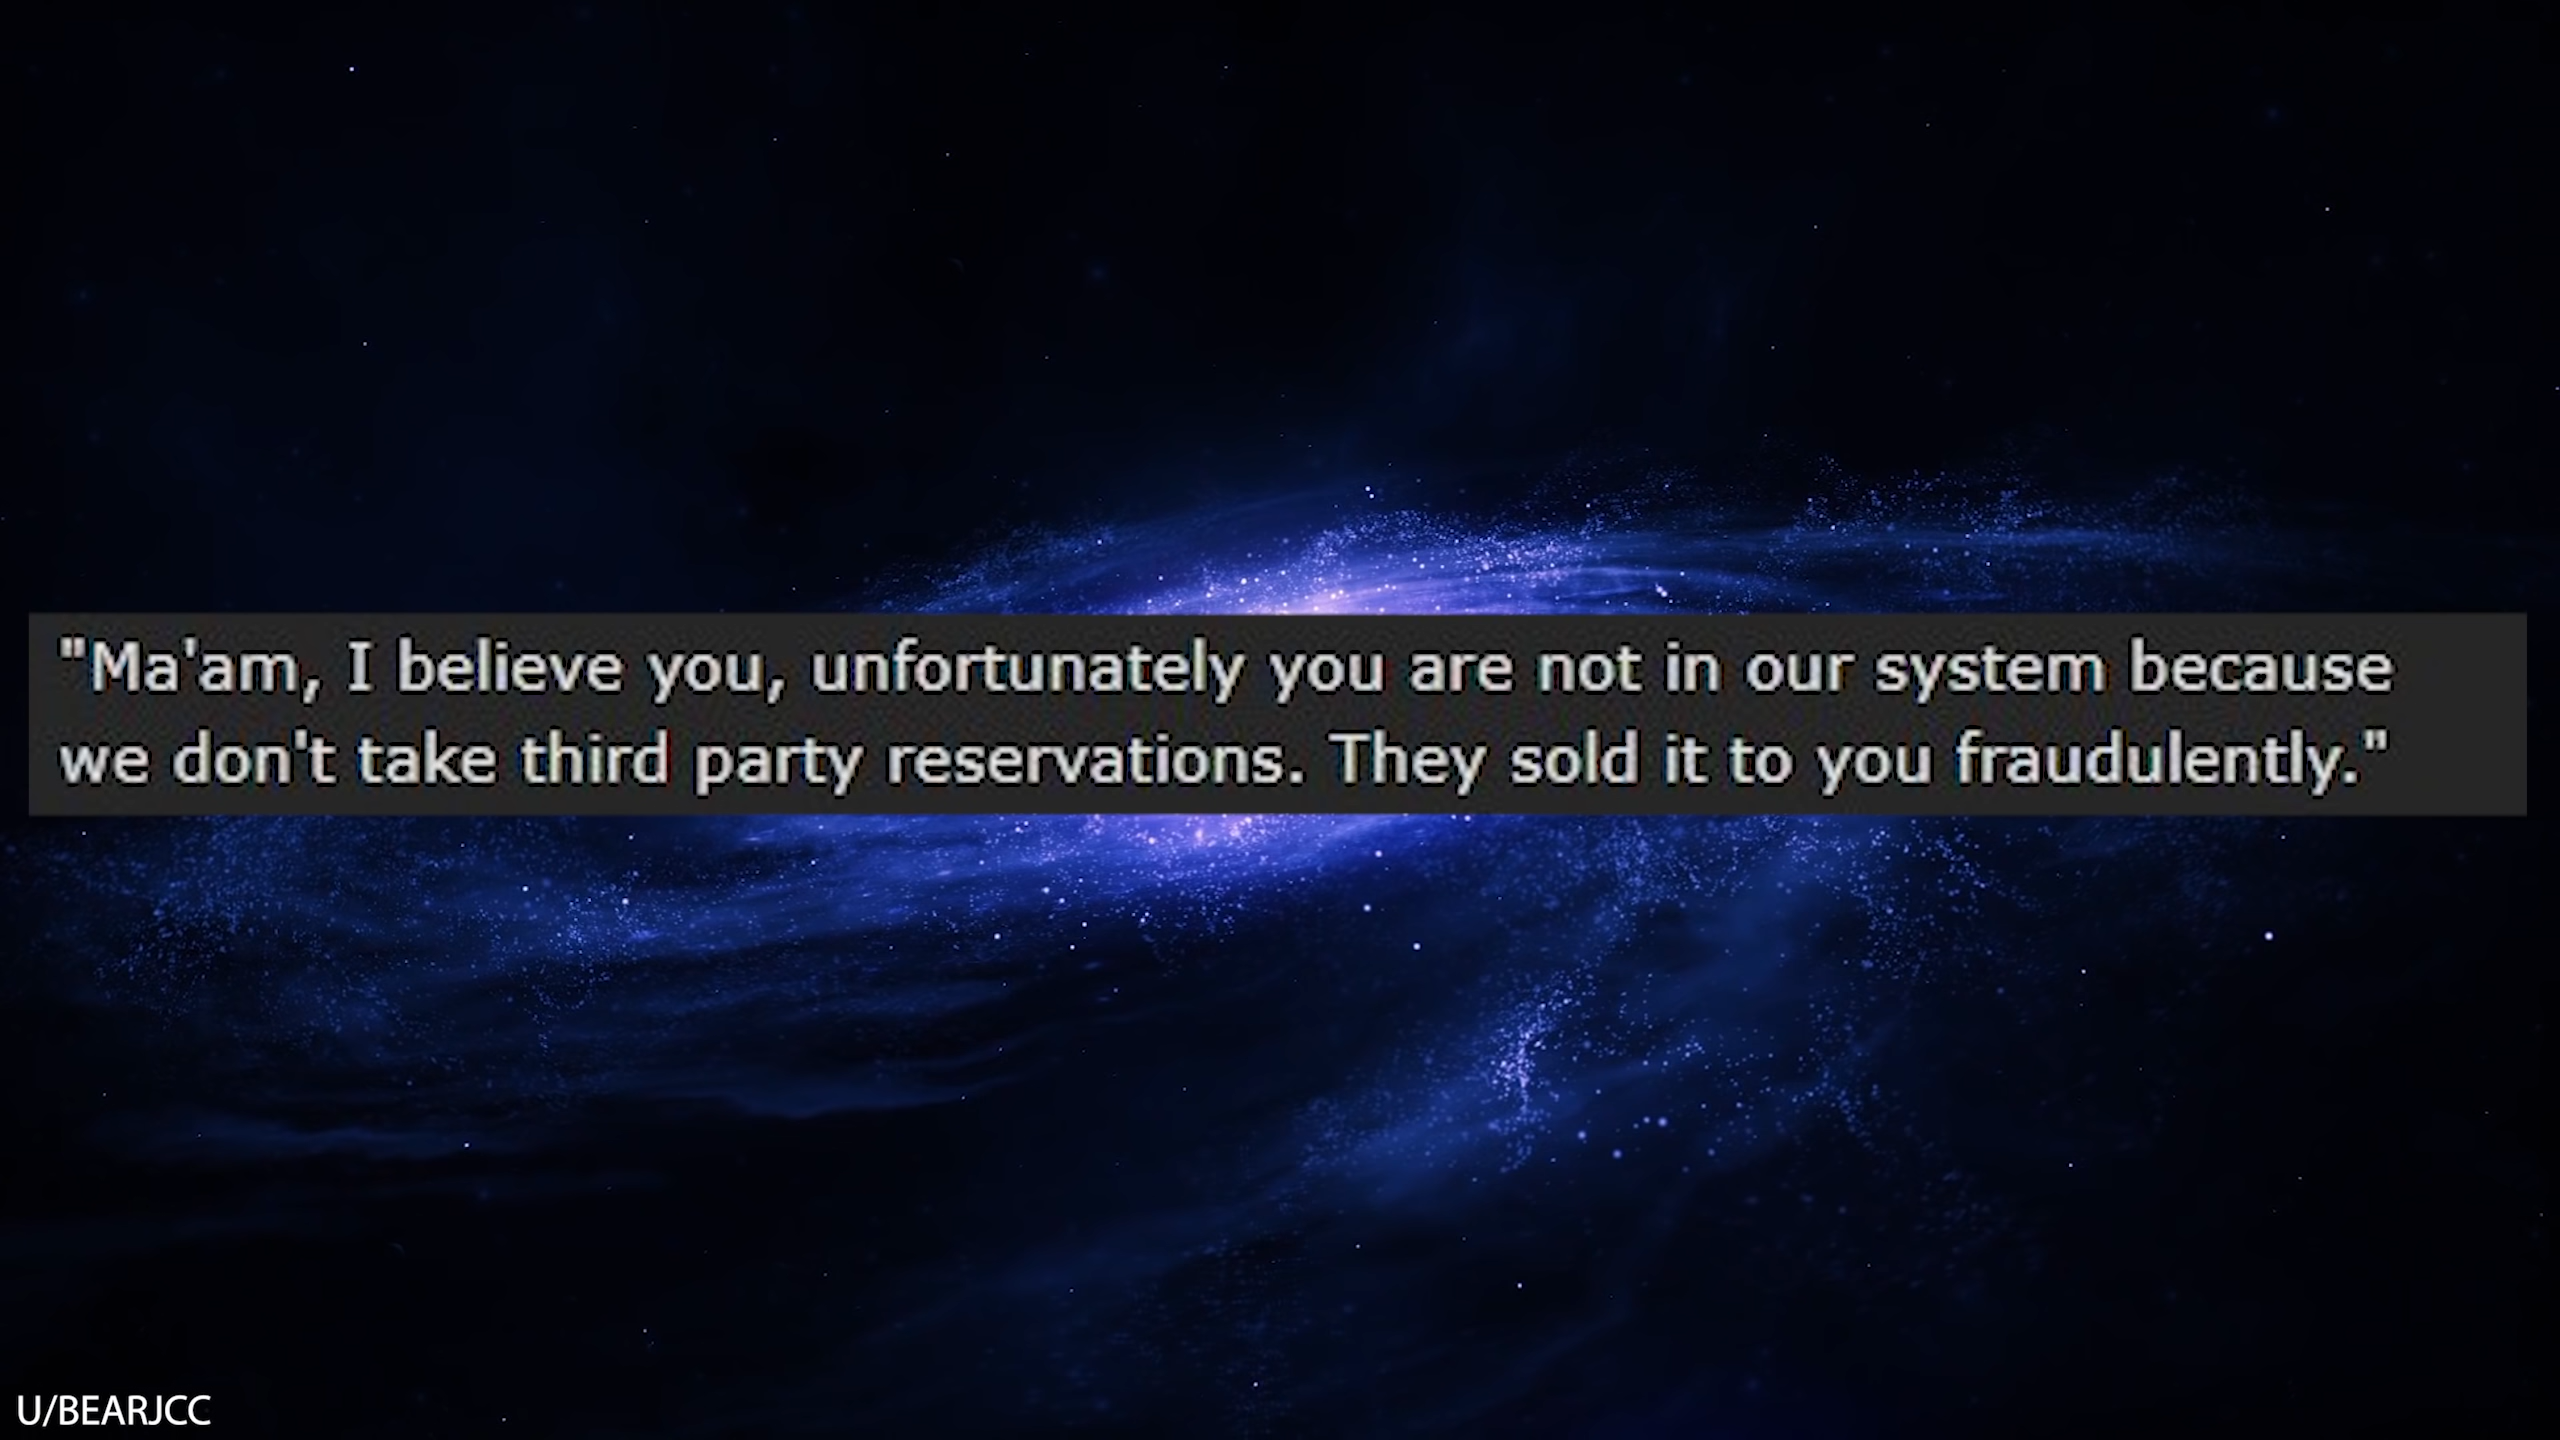 "Ma'am, I believe you, unfortunately you are not in our system because
we don't take third party reservations. They sold it to you fraudulently."
U/BEARJCC